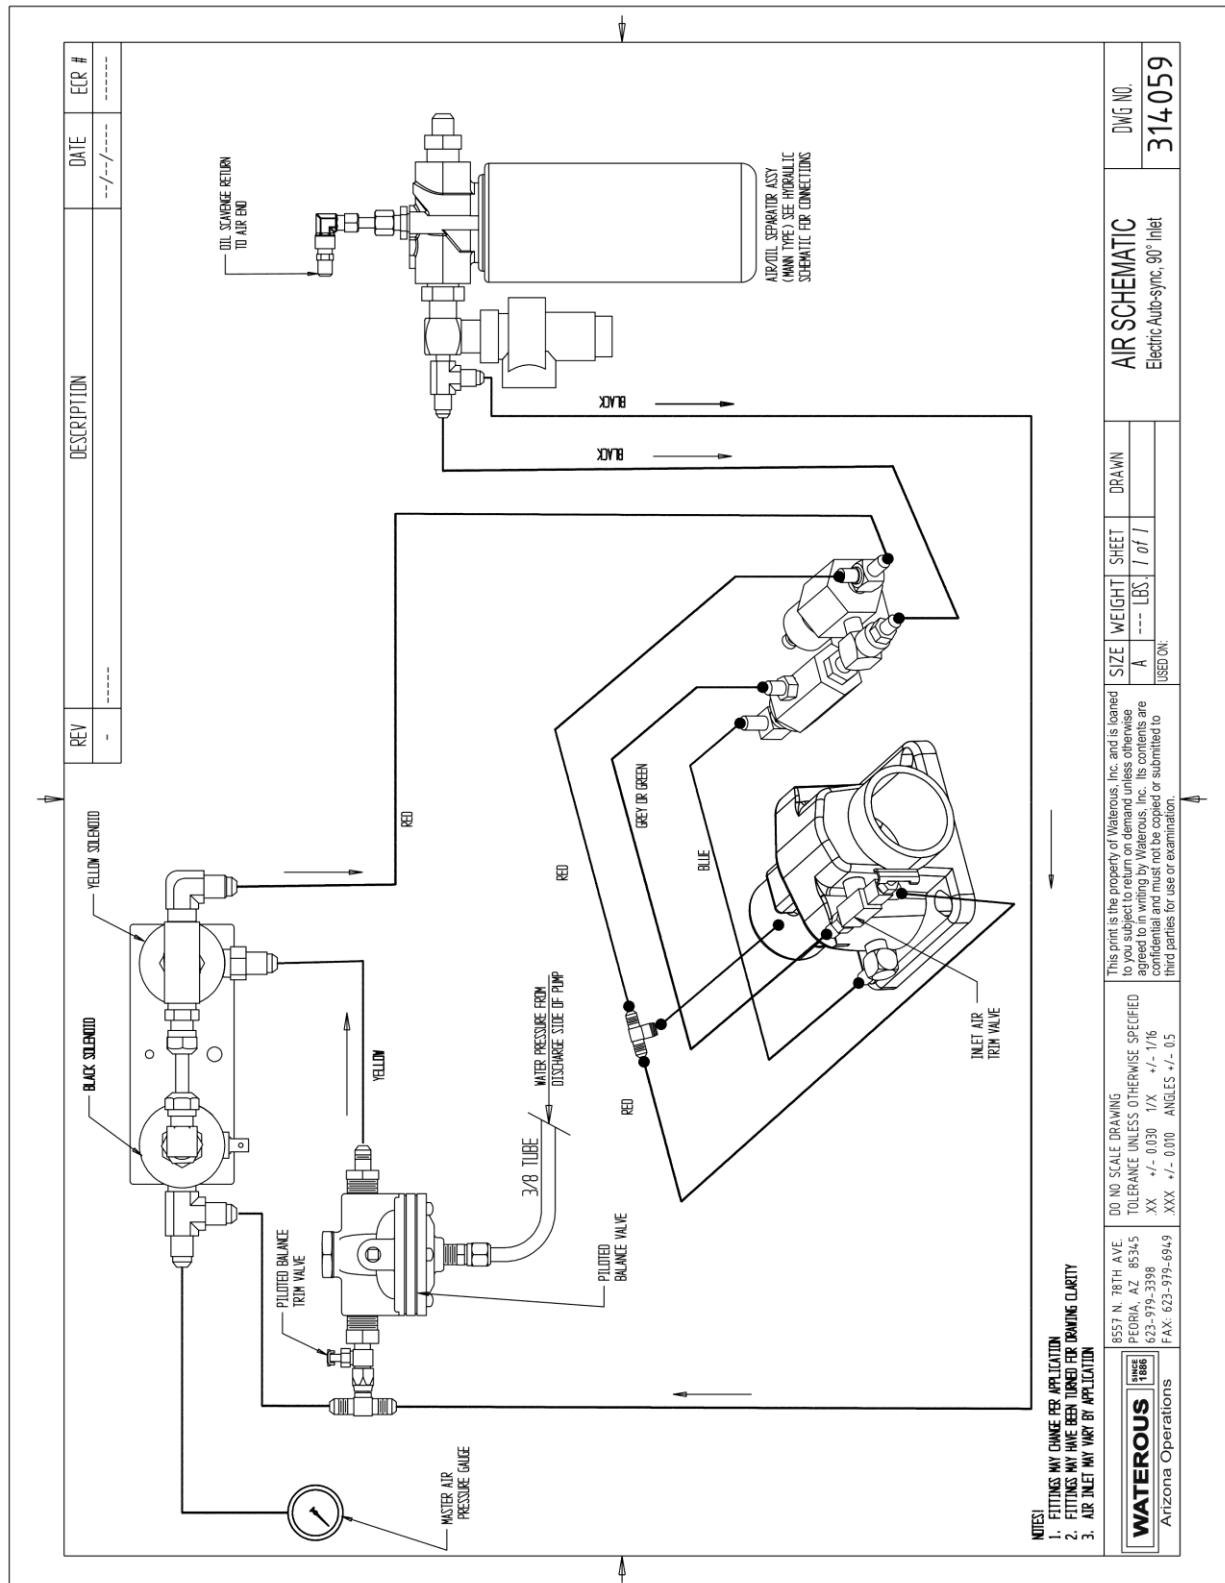 REV
DESCRIPTION
DATE
ECR #
-
-----
--/--/----
------
BLACK SOLENOID
YELLOW SOLENOID
OIL SCAVENGE RETURN
TO AIR END
RED
BLACK
BLACK
AIR/OIL SEPARATOR ASSY
(MANN TYPE) SEE HYDRAULIC
SCHEMATIC FOR CONNECTIONS
PILOTED BALANCE
TRIM VALVE
YELLOW
MASTER AIR
PRESSURE GAUGE
3/8 TUBE
WATER PRESSURE FROM
DISCHARGE SIDE OF PUMP
PILOTED
BALANCE VALVE
RED
RED
GREY OR GREEN
BLUE
INLET AIR
TRIM VALVE
NOTES:
1. FITTINGS MAY CHANGE PER APPLICATION
2. FITTINGS MAY HAVE BEEN TURNED FOR DRAWING CLARITY
3. AIR INLET MAY VARY BY APPLICATION
WATEROUS
SINCE
1886
Arizona Operations
8557 N. 78TH AVE.
PEORIA, AZ 85345
623-979-3398
FAX: 623-979-6949
DO NO SCALE DRAWING
TOLERANCE UNLESS OTHERWISE SPECIFIED
.XX +/- 0.030 1/X +/- 1/16
.XXX +/- 0.010 ANGLES +/- 0.5
This print is the property of Waterous, Inc. and is loaned
to you subject to return on demand unless otherwise
agreed to in writing by Waterous, Inc. Its contents are
confidential and must not be copied or submitted to
third parties for use or examination.
SIZE
A
WEIGHT
--- LBS.
SHEET
1 of 1
DRAWN
USED ON:
AIR SCHEMATIC
Electric Auto-sync, 90° Inlet
DWG NO.
314059